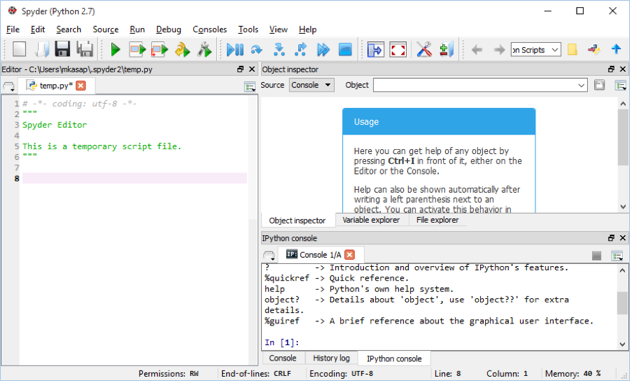 Spyder (Python 2.7)
File Edit Search Source Run Debug Consoles Tools View Help
on Scripts
Editor - C:\Users\mkasap\.spyder2\temp.py
temp.py*
1 # -*- coding: utf-8 -*-
2 """
3 Spyder Editor
4
5 This is a temporary script file.
6 """
7
8
Object inspector
Source Console Object
Usage
Here you can get help of any object by
pressing Ctrl+I in front of it, either on the
Editor or the Console.
Help can also be shown automatically after
writing a left parenthesis next to an
object. You can activate this behavior in
Object inspector Variable explorer File explorer
IPython console
IP: Console 1/A
? -> Introduction and overview of IPython's features.
%quickref -> Quick reference.
help -> Python's own help system.
object? -> Details about 'object', use 'object??' for extra
details.
%guiref -> A brief reference about the graphical user interface.
In [1]:
Console History log IPython console
Permissions: RW End-of-lines: CRLF Encoding: UTF-8 Line: 8 Column: 1 Memory: 40 %